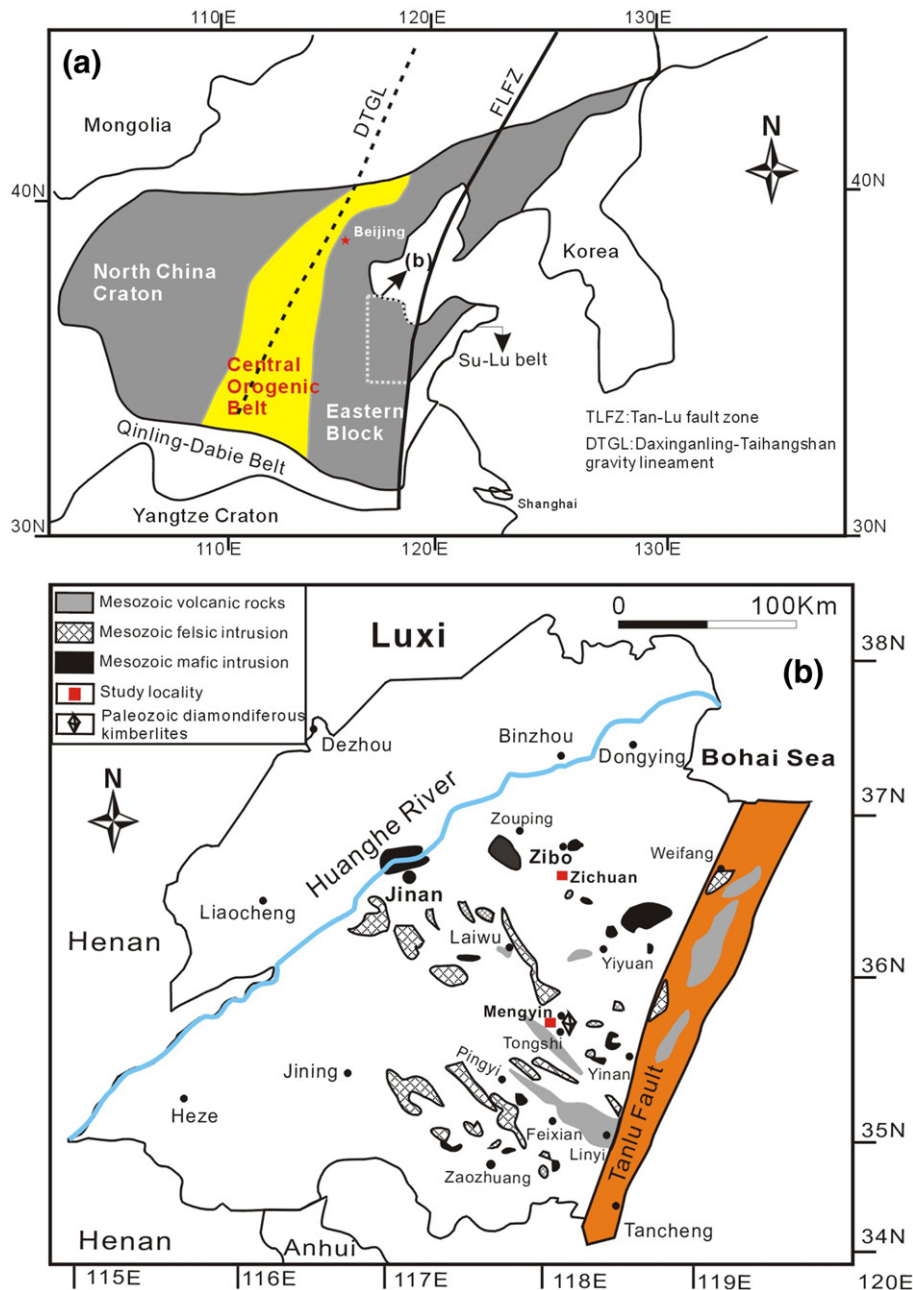 110E
120E
130E
(a)
Mongolia
DTGL
FLFZ
N
40N
40N
Beijing
(b)
Korea
North China
Craton
Su-Lu belt
Central
Orogenic
Belt
Eastern
Block
TLFZ:Tan-Lu fault zone
DTGL:Daxinganling-Taihangshan
gravity lineament
Qinling-Dabie Belt
Shanghai
Yangtze Craton
30N
30N
110E
120E
130E
Mesozoic volcanic rocks
Mesozoic felsic intrusion
Mesozoic mafic intrusion
Study locality
Paleozoic diamondiferous
kimberlites
0
100Km
Luxi
38N
(b)
Dezhou
Binzhou
Dongying
Bohai Sea
N
37N
Huanghe River
Zouping
Zibo
Weifang
Zichuan
Jinan
Liaocheng
Henan
Laiwu
Yiyuan
36N
Mengyin
Tongshi
Jining
Pingyi
Yinan
Heze
Feixian
Tanlu Fault
35N
Linyi
Zaozhuang
Tancheng
Henan
Anhui
34N
115E
116E
117E
118E
119E
120E